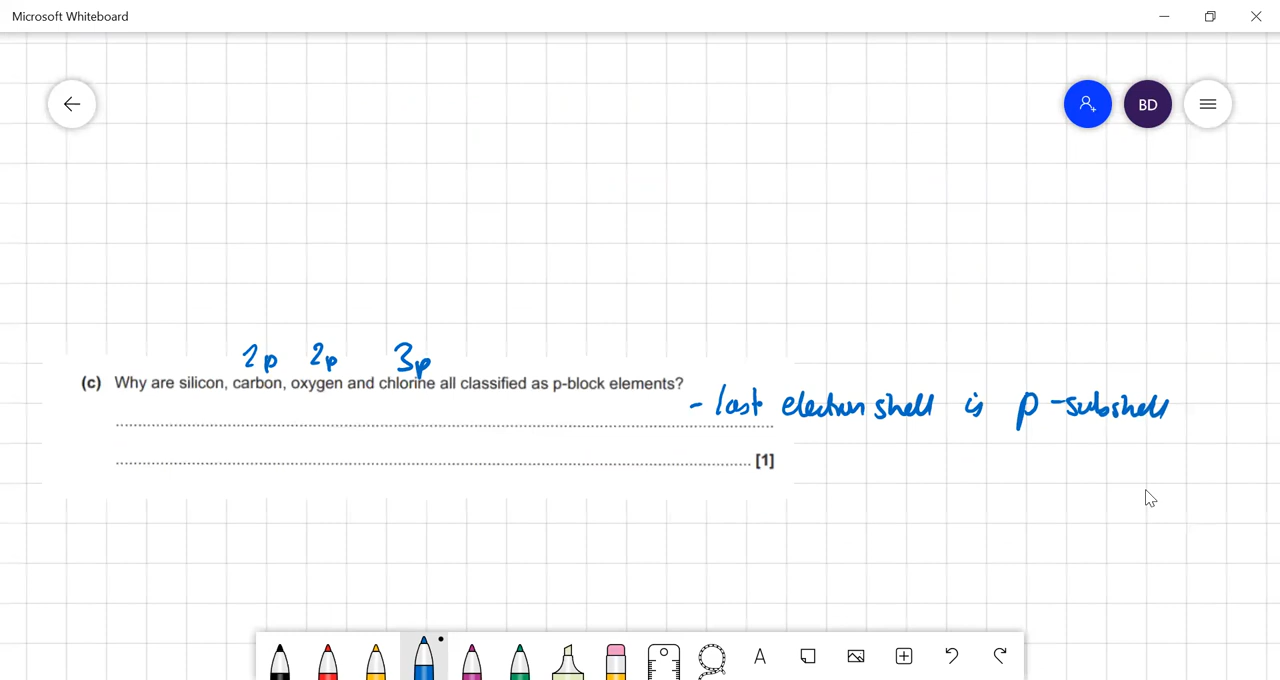 Microsoft Whiteboard
BD
2p 2p 3p
(c) Why are silicon, carbon, oxygen and chlorine all classified as p-block elements?
- last electron shell is p-subshell
[1]
A